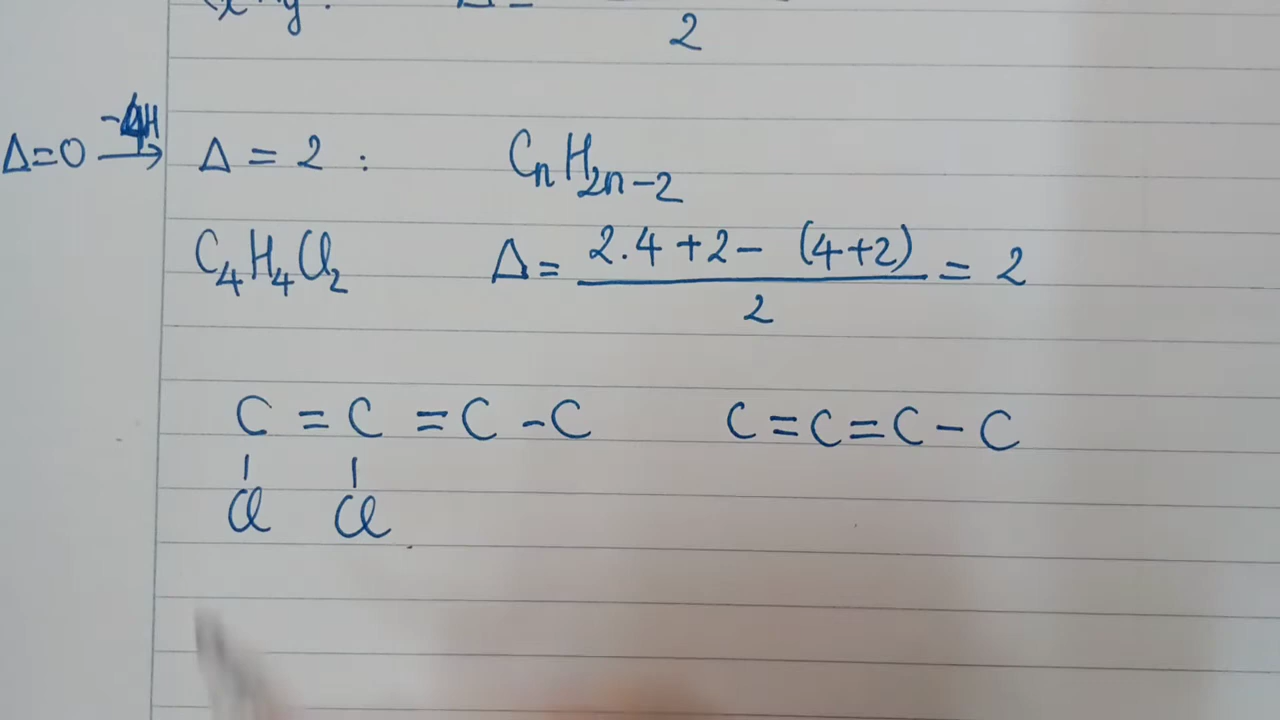 2
Δ=0 -4H → Δ = 2 : CnH2n-2
C4H4Cl2 Δ = 2.4 + 2 - (4+2) / 2 = 2
C = C = C - C C = C = C - C
Cl Cl